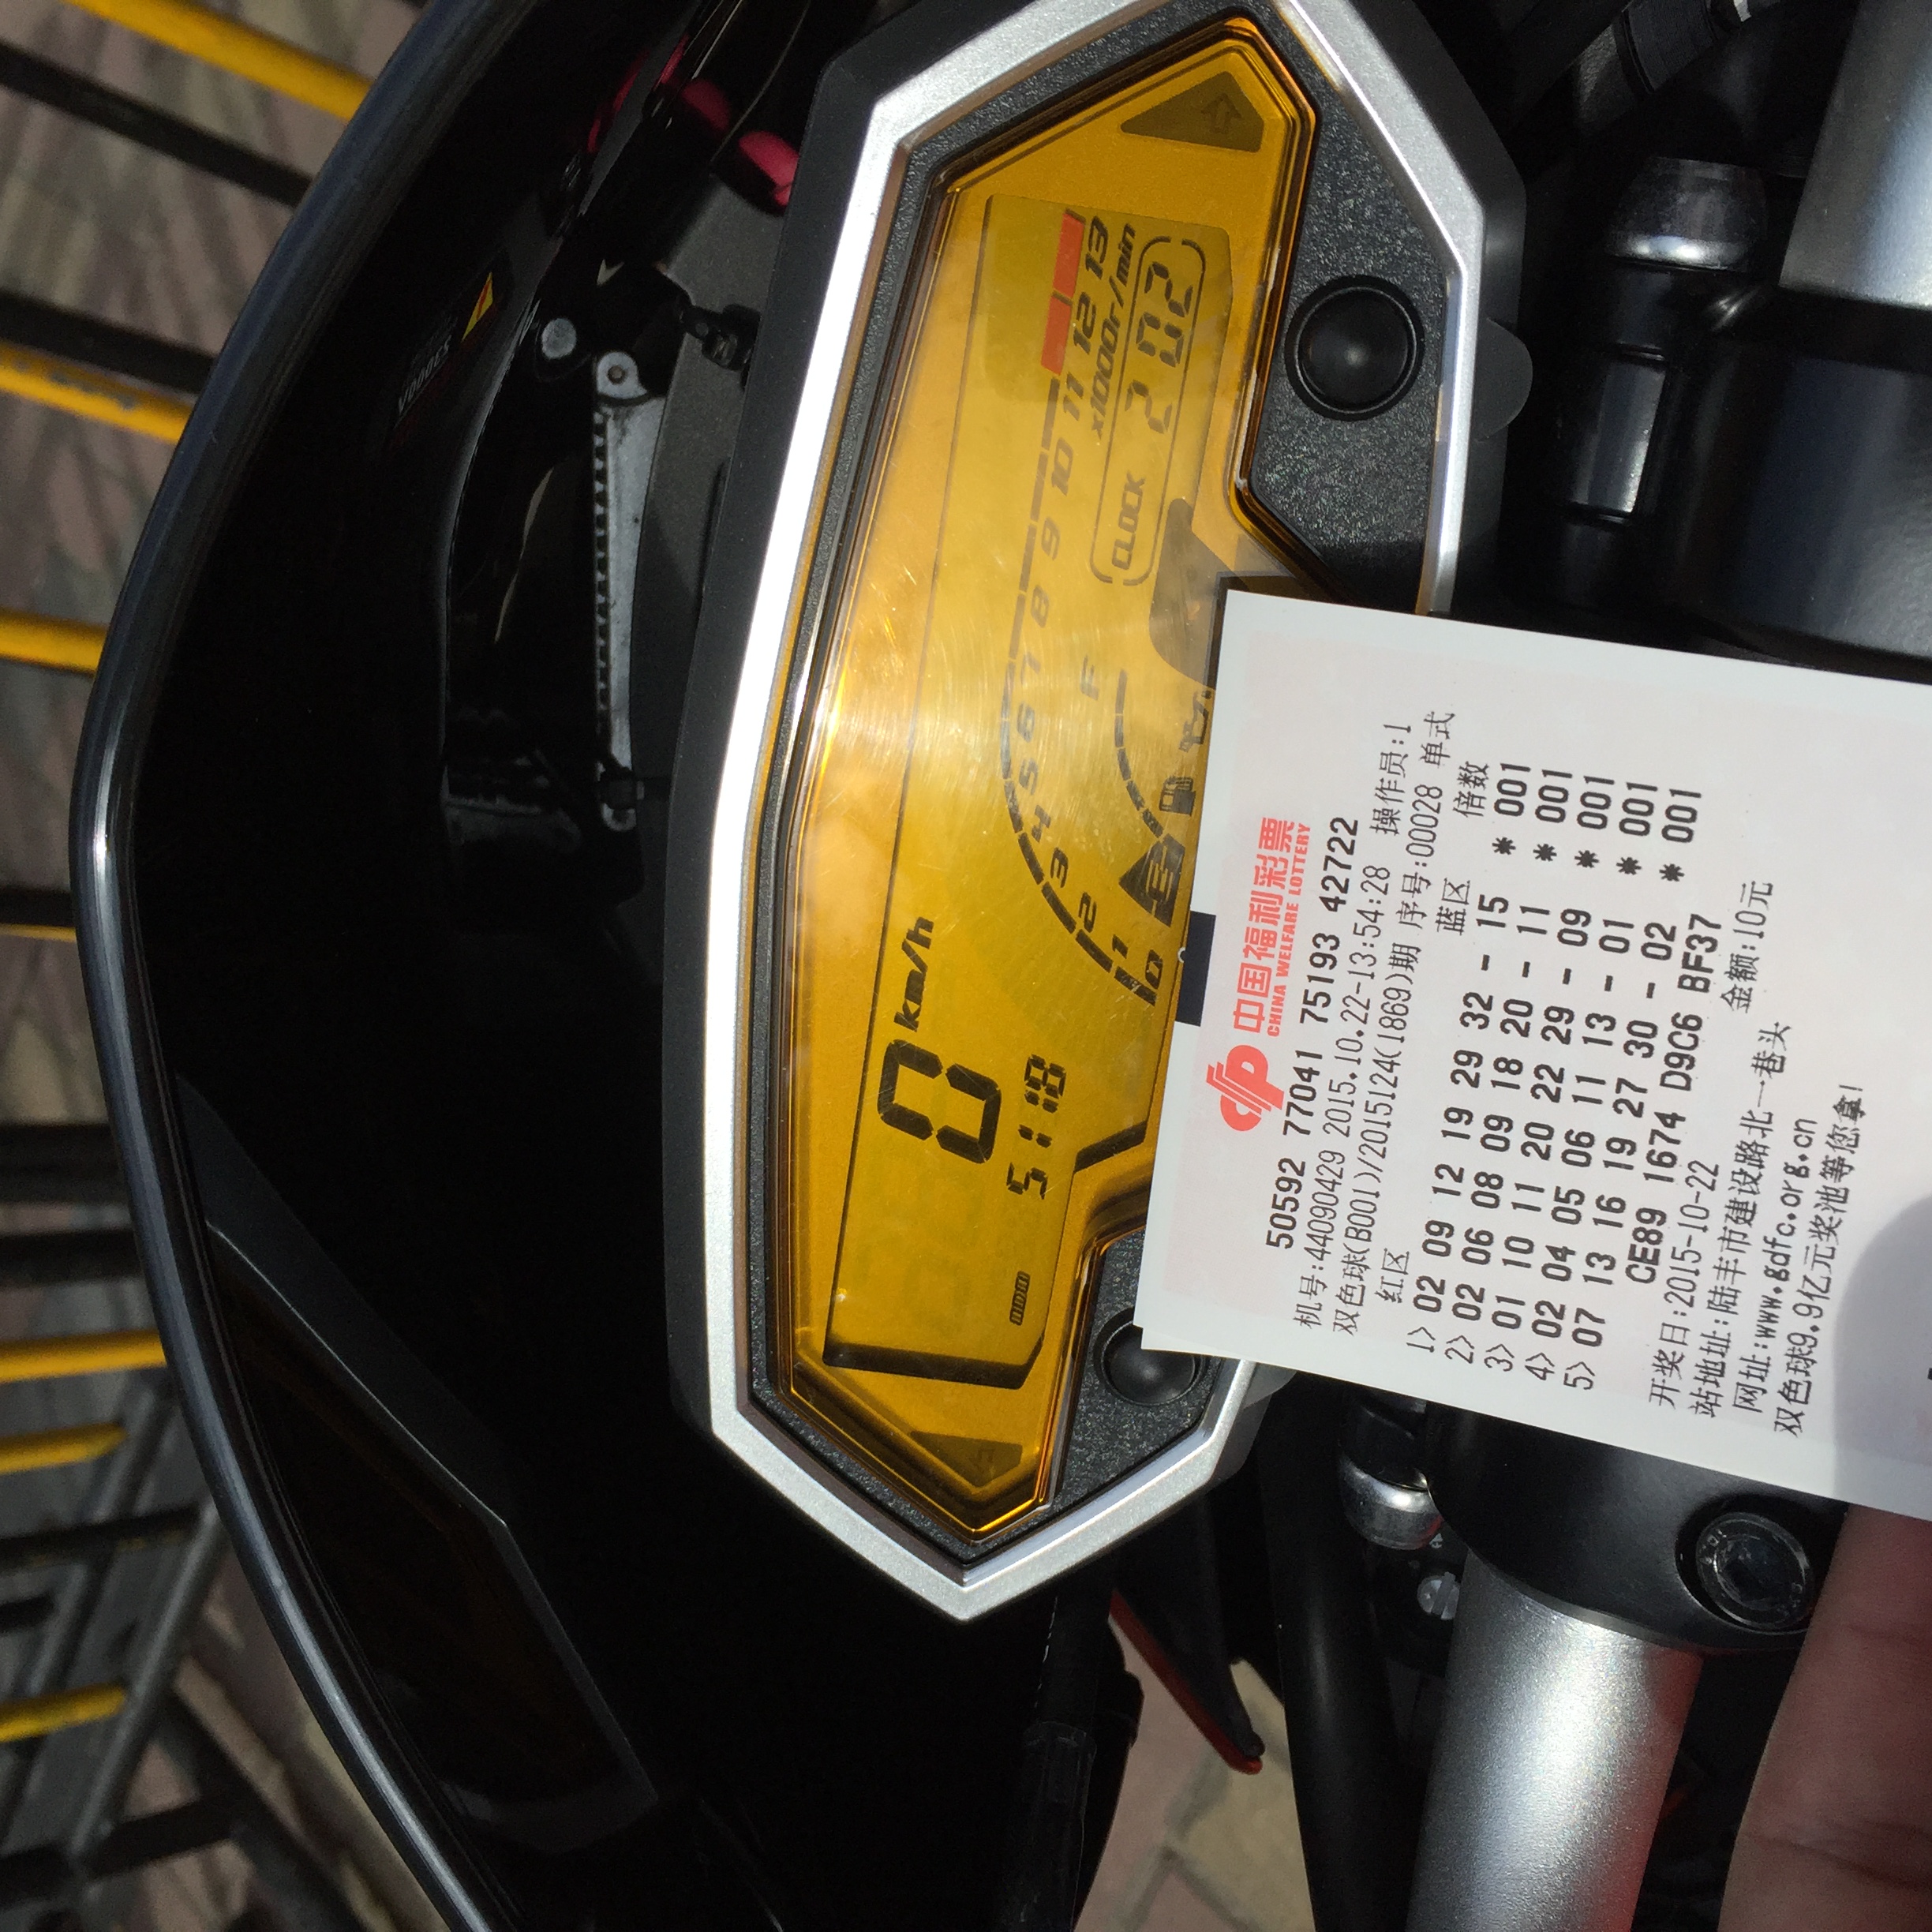 0 km/h
5118
ODO
0 1 2 3 4 5 6 7 8 9 10 11 12 13
x1000r/min
CLOCK 2 02
F
中国福利彩票
CHINA WELFARE LOTTERY
50592 77041 75193 42722
机号:44090429 2015.10.22-13:54:28 操作员:1
双色球(B001)/2015124(1869)期 序号:00028 单式
红区 蓝区 倍数
1> 02 09 12 19 29 32 - 15 * 001
2> 02 06 08 09 18 20 - 11 * 001
3> 01 10 11 20 22 29 - 09 * 001
4> 02 04 05 06 11 13 - 01 * 001
5> 07 13 16 19 27 30 - 02 * 001
CE89 1674 D9C6 BF37
开奖日:2015-10-22 金额:10元
站地址:陆丰市建设路北一巷头
网址:www.gdfc.org.cn
双色球9.9亿元奖池等您拿!